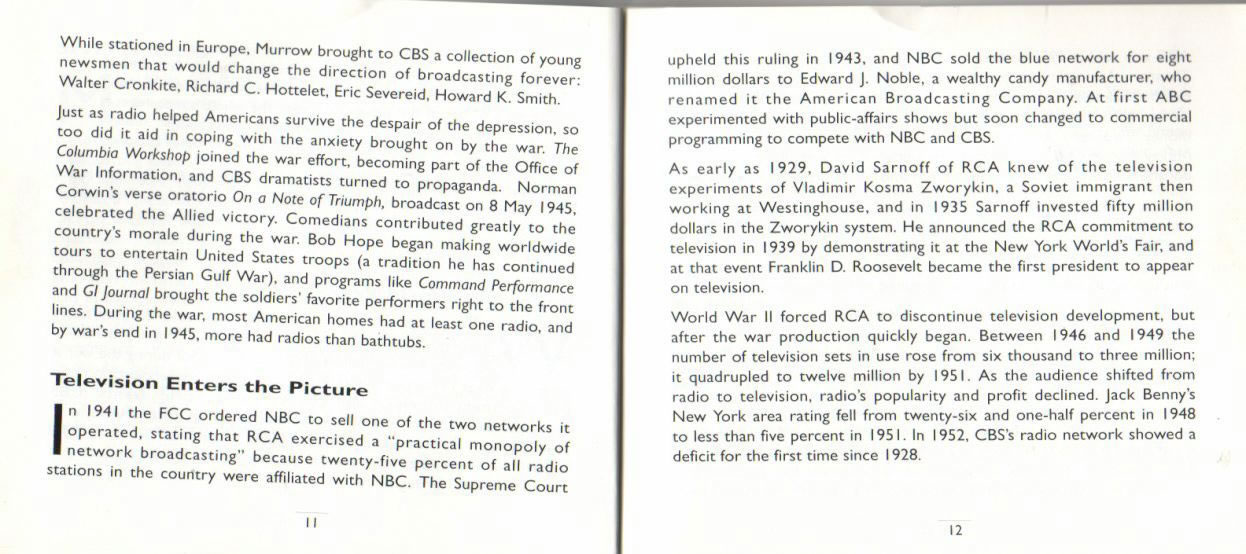 While stationed in Europe, Murrow brought to CBS a collection of young
newsmen that would change the direction of broadcasting forever:
Walter Cronkite, Richard C. Hottelet, Eric Severeid, Howard K. Smith.
Just as radio helped Americans survive the despair of the depression, so
too did it aid in coping with the anxiety brought on by the war. The
Columbia Workshop joined the war effort, becoming part of the Office of
War Information, and CBS dramatists turned to propaganda. Norman
Corwin's verse oratorio On a Note of Triumph, broadcast on 8 May 1945,
celebrated the Allied victory. Comedians contributed greatly to the
country's morale during the war. Bob Hope began making worldwide
tours to entertain United States troops (a tradition he has continued
through the Persian Gulf War), and programs like Command Performance
and GI Journal brought the soldiers' favorite performers right to the front
lines. During the war, most American homes had at least one radio, and
by war's end in 1945, more had radios than bathtubs.
Television Enters the Picture
In 1941 the FCC ordered NBC to sell one of the two networks it
operated, stating that RCA exercised a "practical monopoly of
network broadcasting" because twenty-five percent of all radio
stations in the country were affiliated with NBC. The Supreme Court
11
upheld this ruling in 1943, and NBC sold the blue network for eight
million dollars to Edward J. Noble, a wealthy candy manufacturer, who
renamed it the American Broadcasting Company. At first ABC
experimented with public-affairs shows but soon changed to commercial
programming to compete with NBC and CBS.
As early as 1929, David Sarnoff of RCA knew of the television
experiments of Vladimir Kosma Zworykin, a Soviet immigrant then
working at Westinghouse, and in 1935 Sarnoff invested fifty million
dollars in the Zworykin system. He announced the RCA commitment to
television in 1939 by demonstrating it at the New York World's Fair, and
at that event Franklin D. Roosevelt became the first president to appear
on television.
World War II forced RCA to discontinue television development, but
after the war production quickly began. Between 1946 and 1949 the
number of television sets in use rose from six thousand to three million;
it quadrupled to twelve million by 1951. As the audience shifted from
radio to television, radio's popularity and profit declined. Jack Benny's
New York area rating fell from twenty-six and one-half percent in 1948
to less than five percent in 1951. In 1952, CBS's radio network showed a
deficit for the first time since 1928.
12